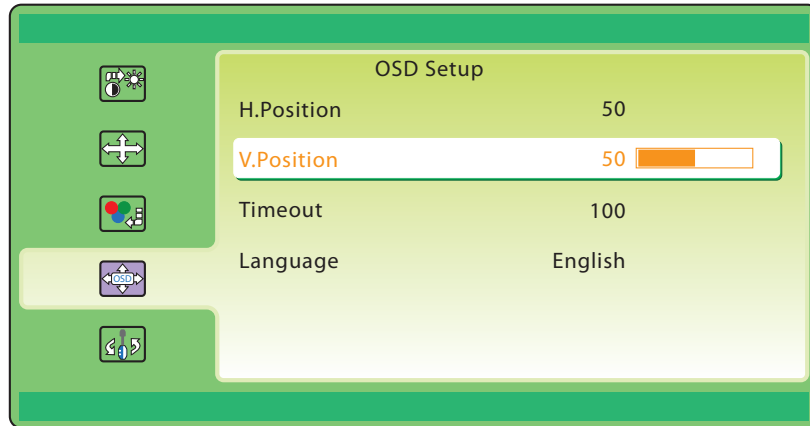 OSD Setup
H.Position 50
V.Position 50
Timeout 100
Language English
OSD